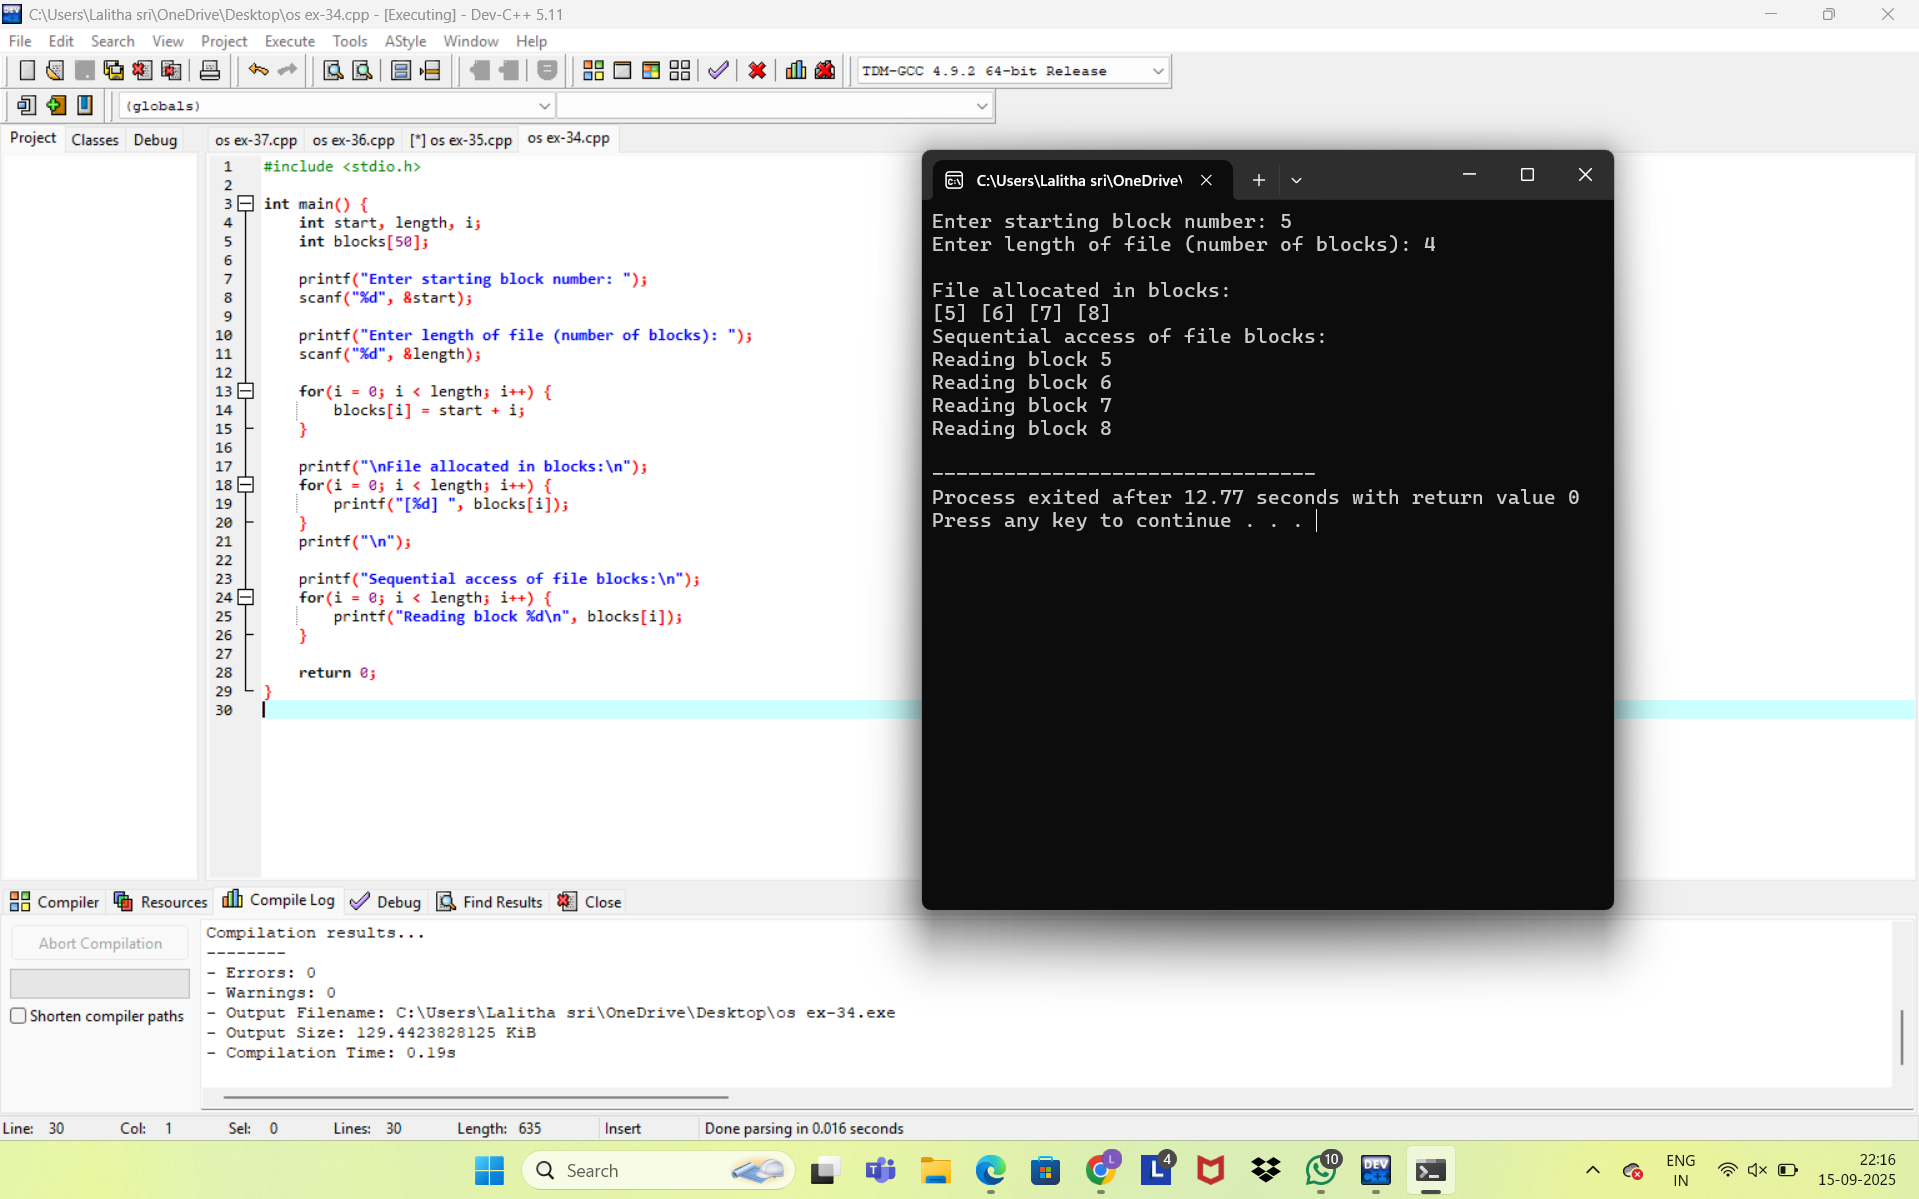 C:\Users\Lalitha sri\OneDrive\Desktop\os ex-34.cpp - [Executing] - Dev-C++ 5.11
File Edit Search View Project Execute Tools AStyle Window Help
TDM-GCC 4.9.2 64-bit Release
(globals)
Project Classes Debug
os ex-37.cpp os ex-36.cpp [*] os ex-35.cpp os ex-34.cpp
1 #include <stdio.h>
2
3 int main() {
4 int start, length, i;
5 int blocks[50];
6
7 printf("Enter starting block number: ");
8 scanf("%d", &start);
9
10 printf("Enter length of file (number of blocks): ");
11 scanf("%d", &length);
12
13 for(i = 0; i < length; i++) {
14 blocks[i] = start + i;
15 }
16
17 printf("\nFile allocated in blocks:\n");
18 for(i = 0; i < length; i++) {
19 printf("[%d] ", blocks[i]);
20 }
21 printf("\n");
22
23 printf("Sequential access of file blocks:\n");
24 for(i = 0; i < length; i++) {
25 printf("Reading block %d\n", blocks[i]);
26 }
27
28 return 0;
29 }
30
C:\Users\Lalitha sri\OneDrive\
Enter starting block number: 5
Enter length of file (number of blocks): 4
File allocated in blocks:
[5] [6] [7] [8]
Sequential access of file blocks:
Reading block 5
Reading block 6
Reading block 7
Reading block 8
--------------------------------
Process exited after 12.77 seconds with return value 0
Press any key to continue . . .
Compiler Resources Compile Log Debug Find Results Close
Abort Compilation
Shorten compiler paths
Compilation results...
--------
- Errors: 0
- Warnings: 0
- Output Filename: C:\Users\Lalitha sri\OneDrive\Desktop\os ex-34.exe
- Output Size: 129.4423828125 KiB
- Compilation Time: 0.19s
Line: 30 Col: 1 Sel: 0 Lines: 30 Length: 635 Insert Done parsing in 0.016 seconds
Search
L
L 4
10
DEV C++
ENG
IN
22:16
15-09-2025